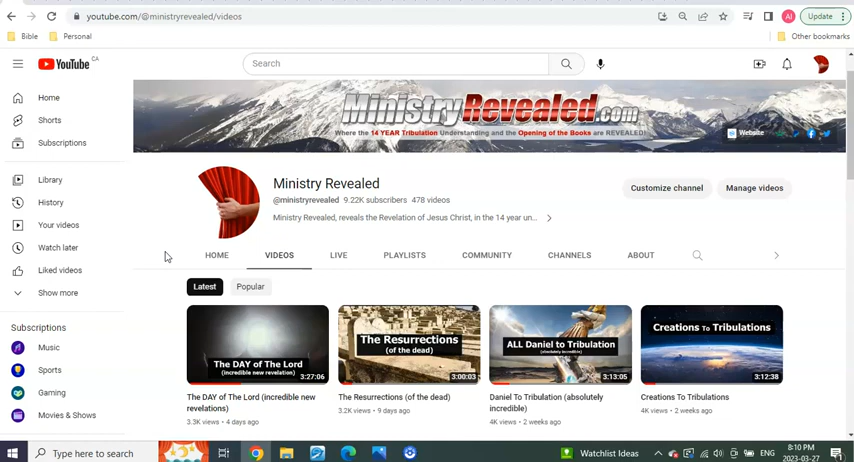 youtube.com/@ministryrevealed/videos
AI
Update
Bible
Personal
Other bookmarks
YouTube CA
Search
Home
Shorts
Subscriptions
Library
History
Your videos
Watch later
Liked videos
Show more
Subscriptions
Music
Sports
Gaming
Movies & Shows
MinistryRevealed.com
Where the 14 YEAR Tribulation Understanding and the Opening of the Books are REVEALED!
Website
Ministry Revealed
@ministryrevealed 9.22K subscribers 478 videos
Ministry Revealed, reveals the Revelation of Jesus Christ, in the 14 year un...
Customize channel
Manage videos
HOME VIDEOS LIVE PLAYLISTS COMMUNITY CHANNELS ABOUT
Latest Popular
The DAY of The Lord
(incredible new revelation)
3:27:06
The DAY of The Lord (incredible new
revelations)
3.3K views • 4 days ago
The Resurrections
(of the dead)
3:00:03
The Resurrections (of the dead)
3.2K views • 9 days ago
ALL Daniel to Tribulation
(absolutely incredible)
3:13:05
Daniel To Tribulation (absolutely
incredible)
4K views • 2 weeks ago
Creations To Tribulations
3:12:38
Creations To Tribulations
4K views • 2 weeks ago
Type here to search
Watchlist Ideas
ENG
8:10 PM
2023-03-27